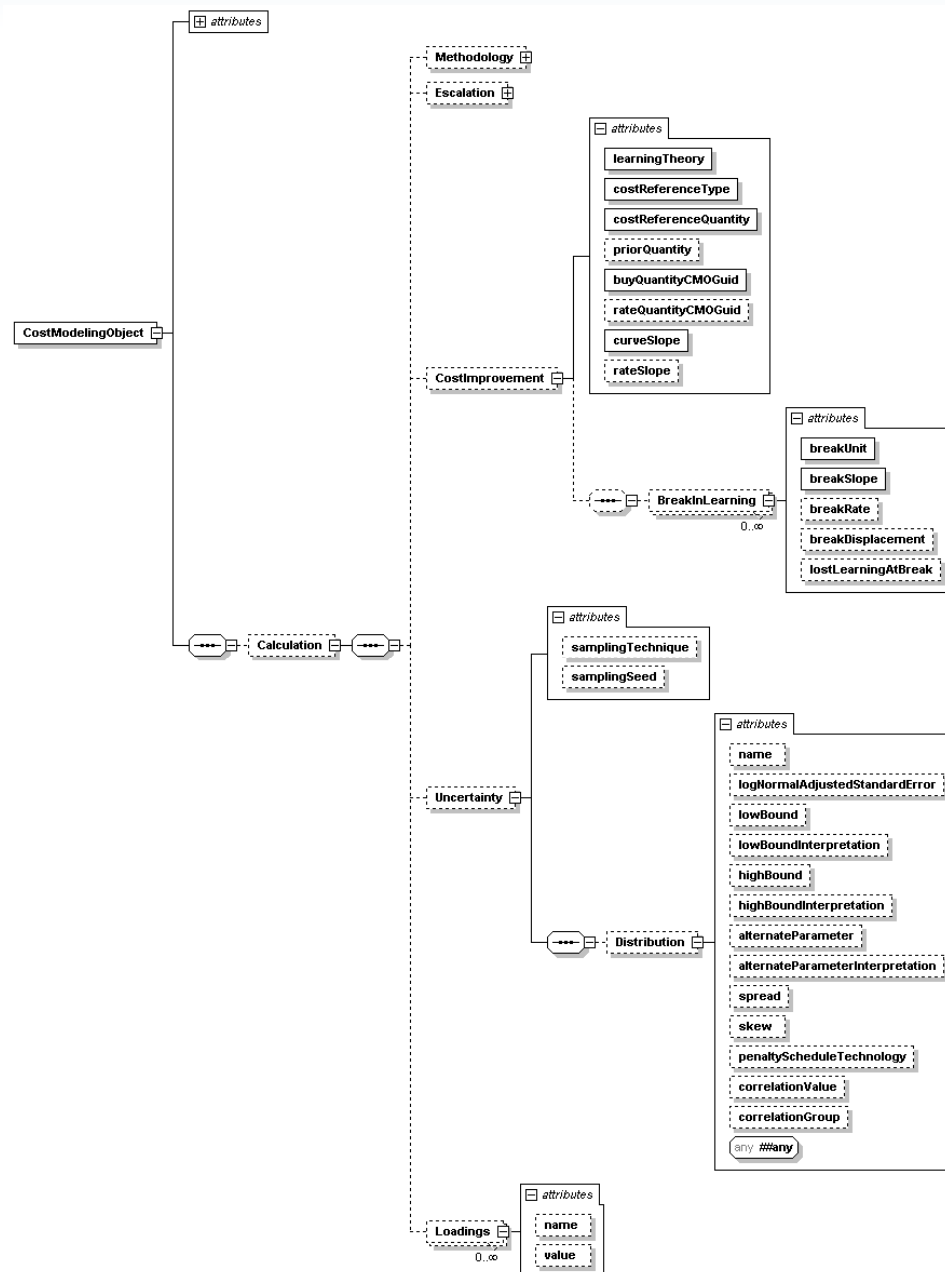 attributes
Methodology
Escalation
attributes
learningTheory
costReferenceType
costReferenceQuantity
priorQuantity
buyQuantityCMOGuid
rateQuantityCMOGuid
CostModelingObject
curveSlope
CostImprovement
rateSlope
attributes
breakUnit
breakSlope
BreakInLearning
breakRate
0..∞
breakDisplacement
lostLearningAtBreak
attributes
Calculation
samplingTechnique
samplingSeed
attributes
name
logNormalAdjustedStandardError
Uncertainty
lowBound
lowBoundInterpretation
highBound
highBoundInterpretation
alternateParameter
Distribution
alternateParameterInterpretation
spread
skew
penaltyScheduleTechnology
correlationValue
correlationGroup
any ##any
attributes
name
Loadings
0..∞
value